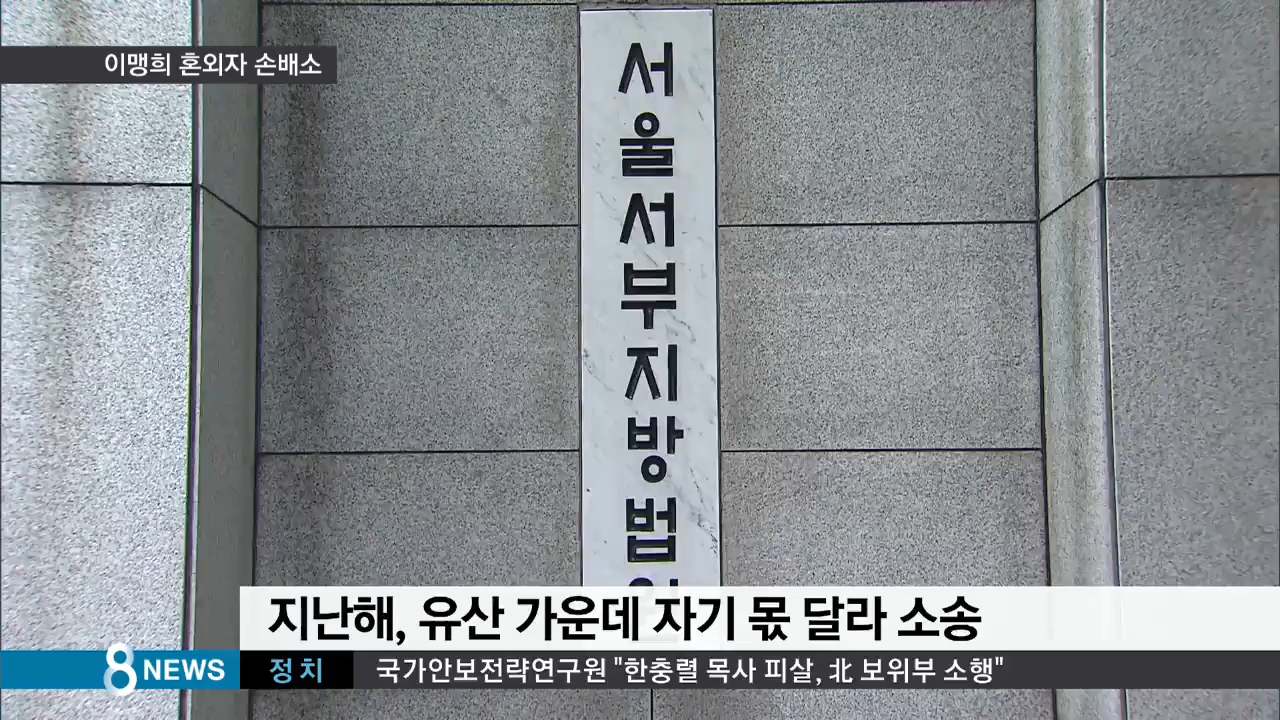 이맹희 혼외자 손배소
서울서부지방법
지난해, 유산 가운데 자기 몫 달라 소송
8 NEWS
정치
국가안보전략연구원 "한충렬 목사 피살, 北 보위부 소행"